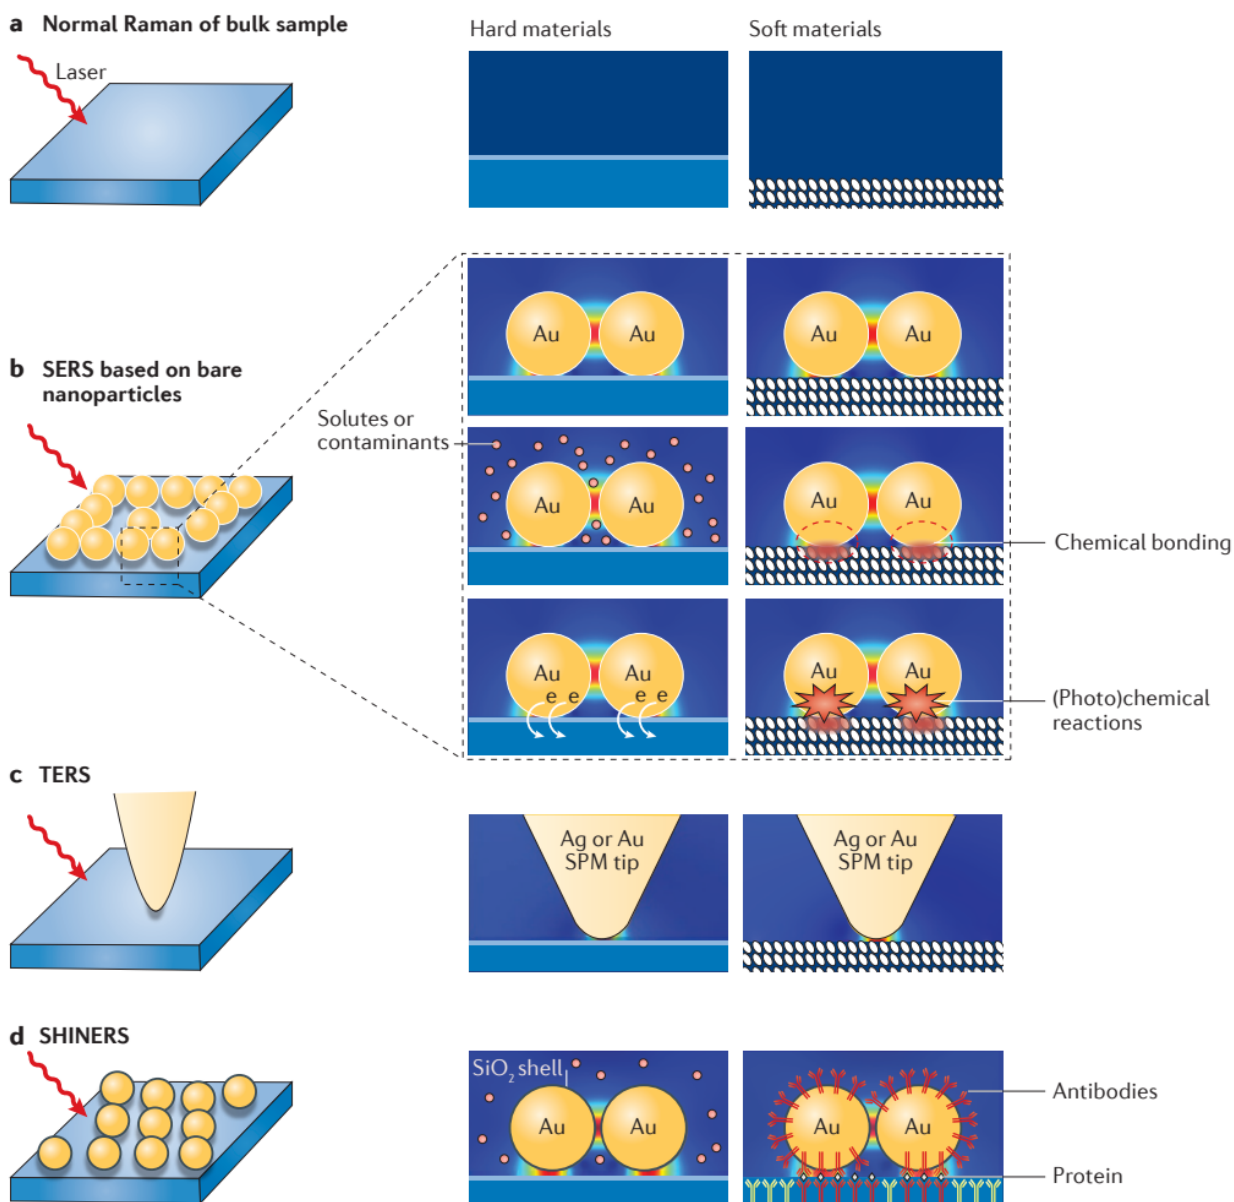 a Normal Raman of bulk sample
Hard materials
Soft materials
Laser
b SERS based on bare
nanoparticles
Solutes or
contaminants
Au
Au
Au
Au
Au
Au
Au
Au
Chemical bonding
Au
Au
e e
e e
Au
Au
(Photo)chemical
reactions
c TERS
Ag or Au
SPM tip
Ag or Au
SPM tip
d SHINERS
SiO₂ shell
Au
Au
Au
Au
Antibodies
Protein